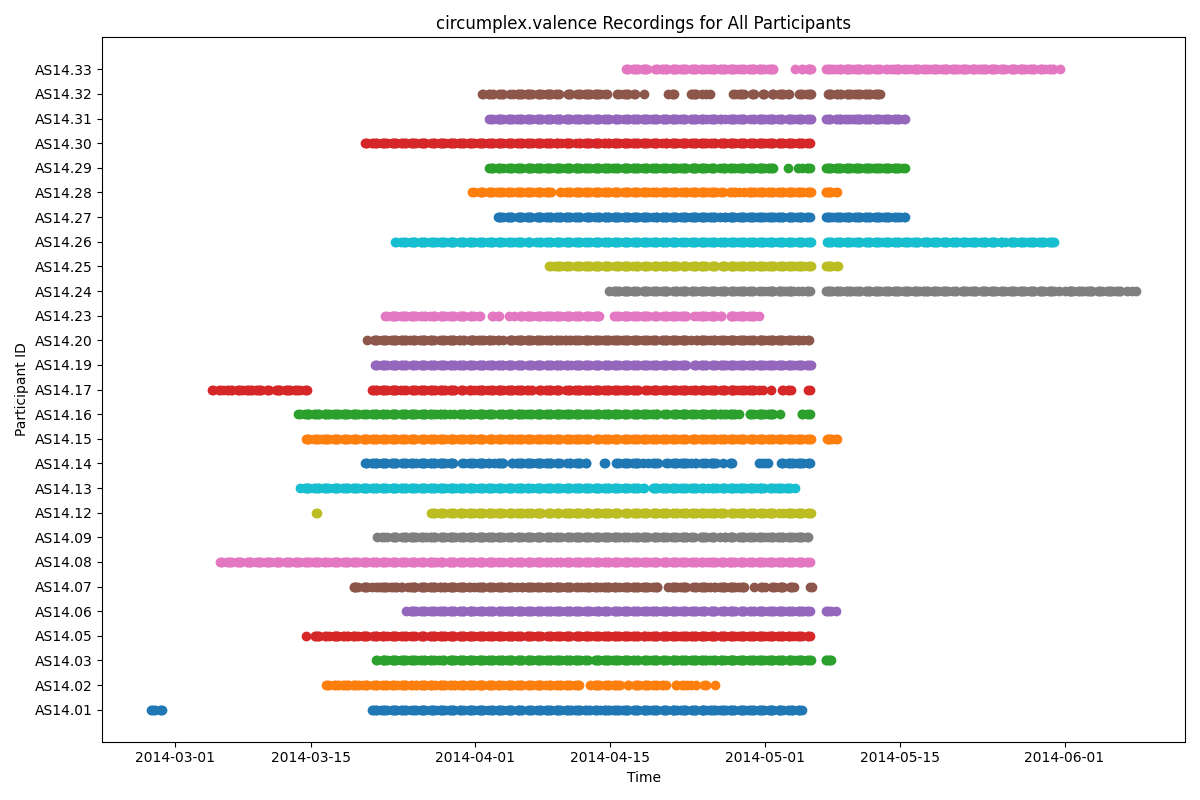 circumplex.valence Recordings for All Participants
Participant ID
AS14.33
AS14.32
AS14.31
AS14.30
AS14.29
AS14.28
AS14.27
AS14.26
AS14.25
AS14.24
AS14.23
AS14.20
AS14.19
AS14.17
AS14.16
AS14.15
AS14.14
AS14.13
AS14.12
AS14.09
AS14.08
AS14.07
AS14.06
AS14.05
AS14.03
AS14.02
AS14.01
2014-03-01 2014-03-15 2014-04-01 2014-04-15 2014-05-01 2014-05-15 2014-06-01
Time